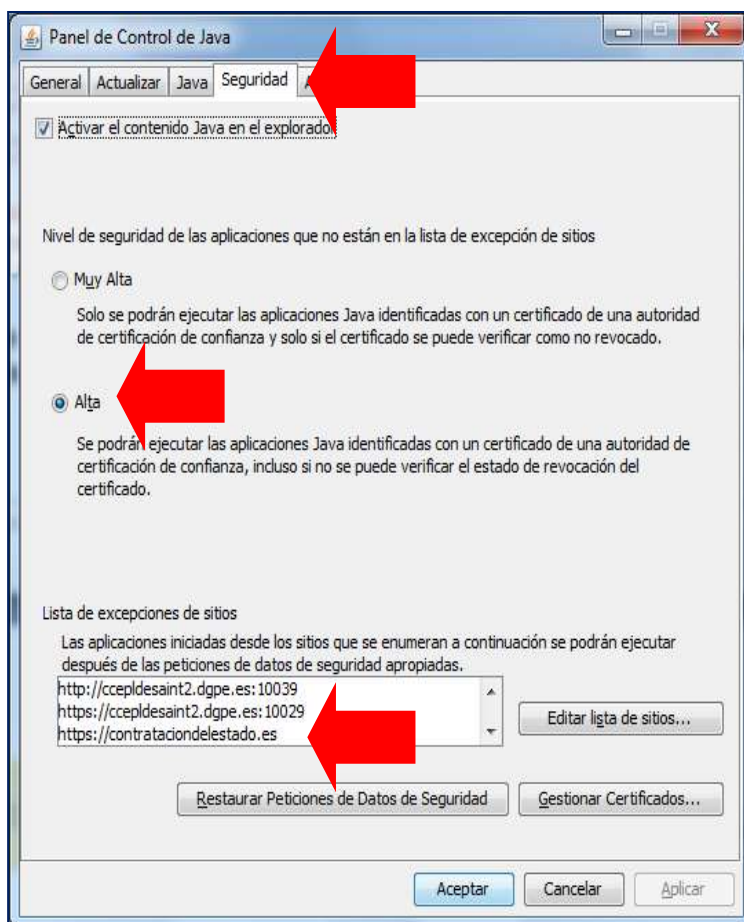 Panel de Control de Java
General Actualizar Java Seguridad
Activar el contenido Java en el explorador
Nivel de seguridad de las aplicaciones que no están en la lista de excepción de sitios
Muy Alta
Solo se podrán ejecutar las aplicaciones Java identificadas con un certificado de una autoridad
de certificación de confianza y solo si el certificado se puede verificar como no revocado.
Alta
Se podrán ejecutar las aplicaciones Java identificadas con un certificado de una autoridad de
certificación de confianza, incluso si no se puede verificar el estado de revocación del
certificado.
Lista de excepciones de sitios
Las aplicaciones iniciadas desde los sitios que se enumeran a continuación se podrán ejecutar
después de las peticiones de datos de seguridad apropiadas.
http://ccepldesaint2.dgpe.es:10039
https://ccepldesaint2.dgpe.es:10029
https://contrataciondelestado.es
Editar lista de sitios...
Restaurar Peticiones de Datos de Seguridad
Gestionar Certificados...
Aceptar
Cancelar
Aplicar